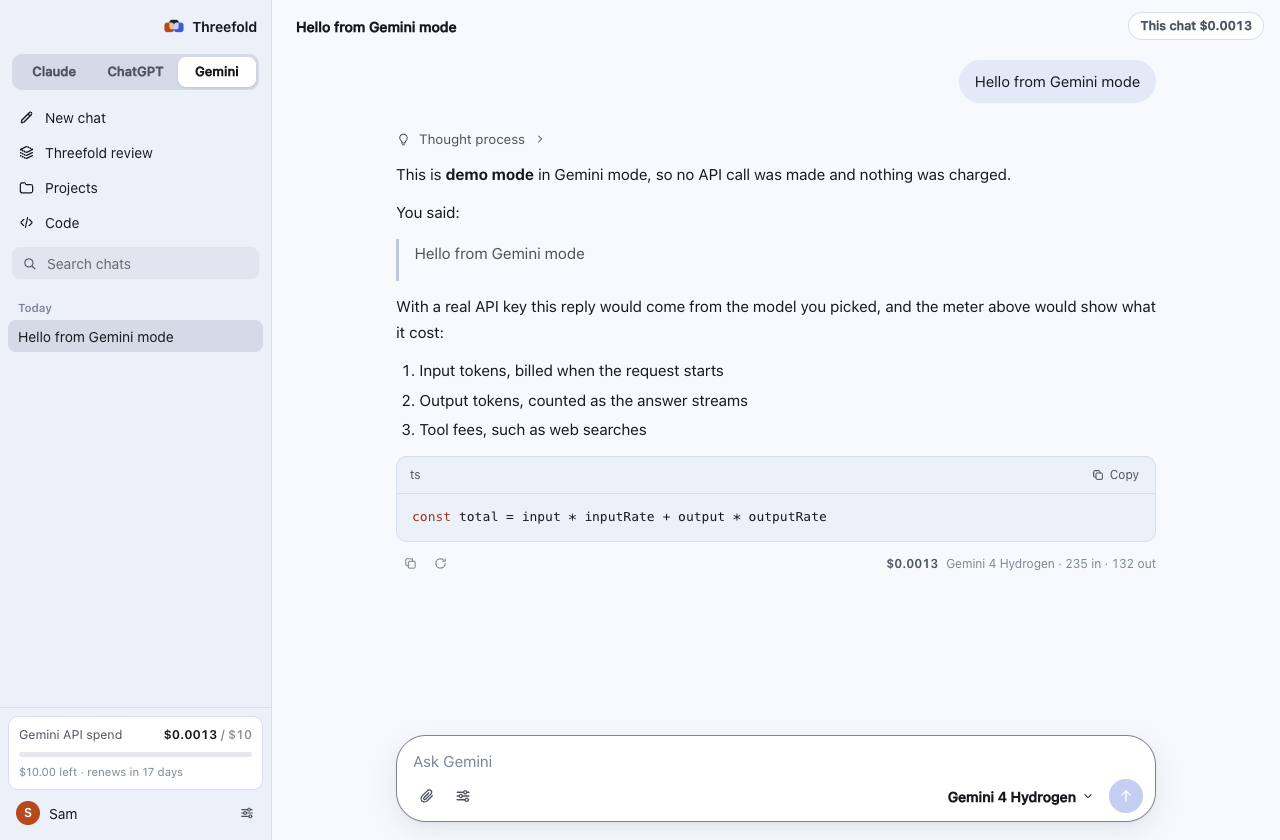 Threefold
Claude
ChatGPT
Gemini
New chat
Threefold review
Projects
Code
Search chats
Today
Hello from Gemini mode
Gemini API spend
$0.0013 / $10
$10.00 left · renews in 17 days
S
Sam
Hello from Gemini mode
This chat $0.0013
Hello from Gemini mode
Thought process
This is demo mode in Gemini mode, so no API call was made and nothing was charged.
You said:
Hello from Gemini mode
With a real API key this reply would come from the model you picked, and the meter above would show what
it cost:
1. Input tokens, billed when the request starts
2. Output tokens, counted as the answer streams
3. Tool fees, such as web searches
ts
Copy
const total = input * inputRate + output * outputRate
$0.0013 Gemini 4 Hydrogen · 235 in · 132 out
Ask Gemini
Gemini 4 Hydrogen